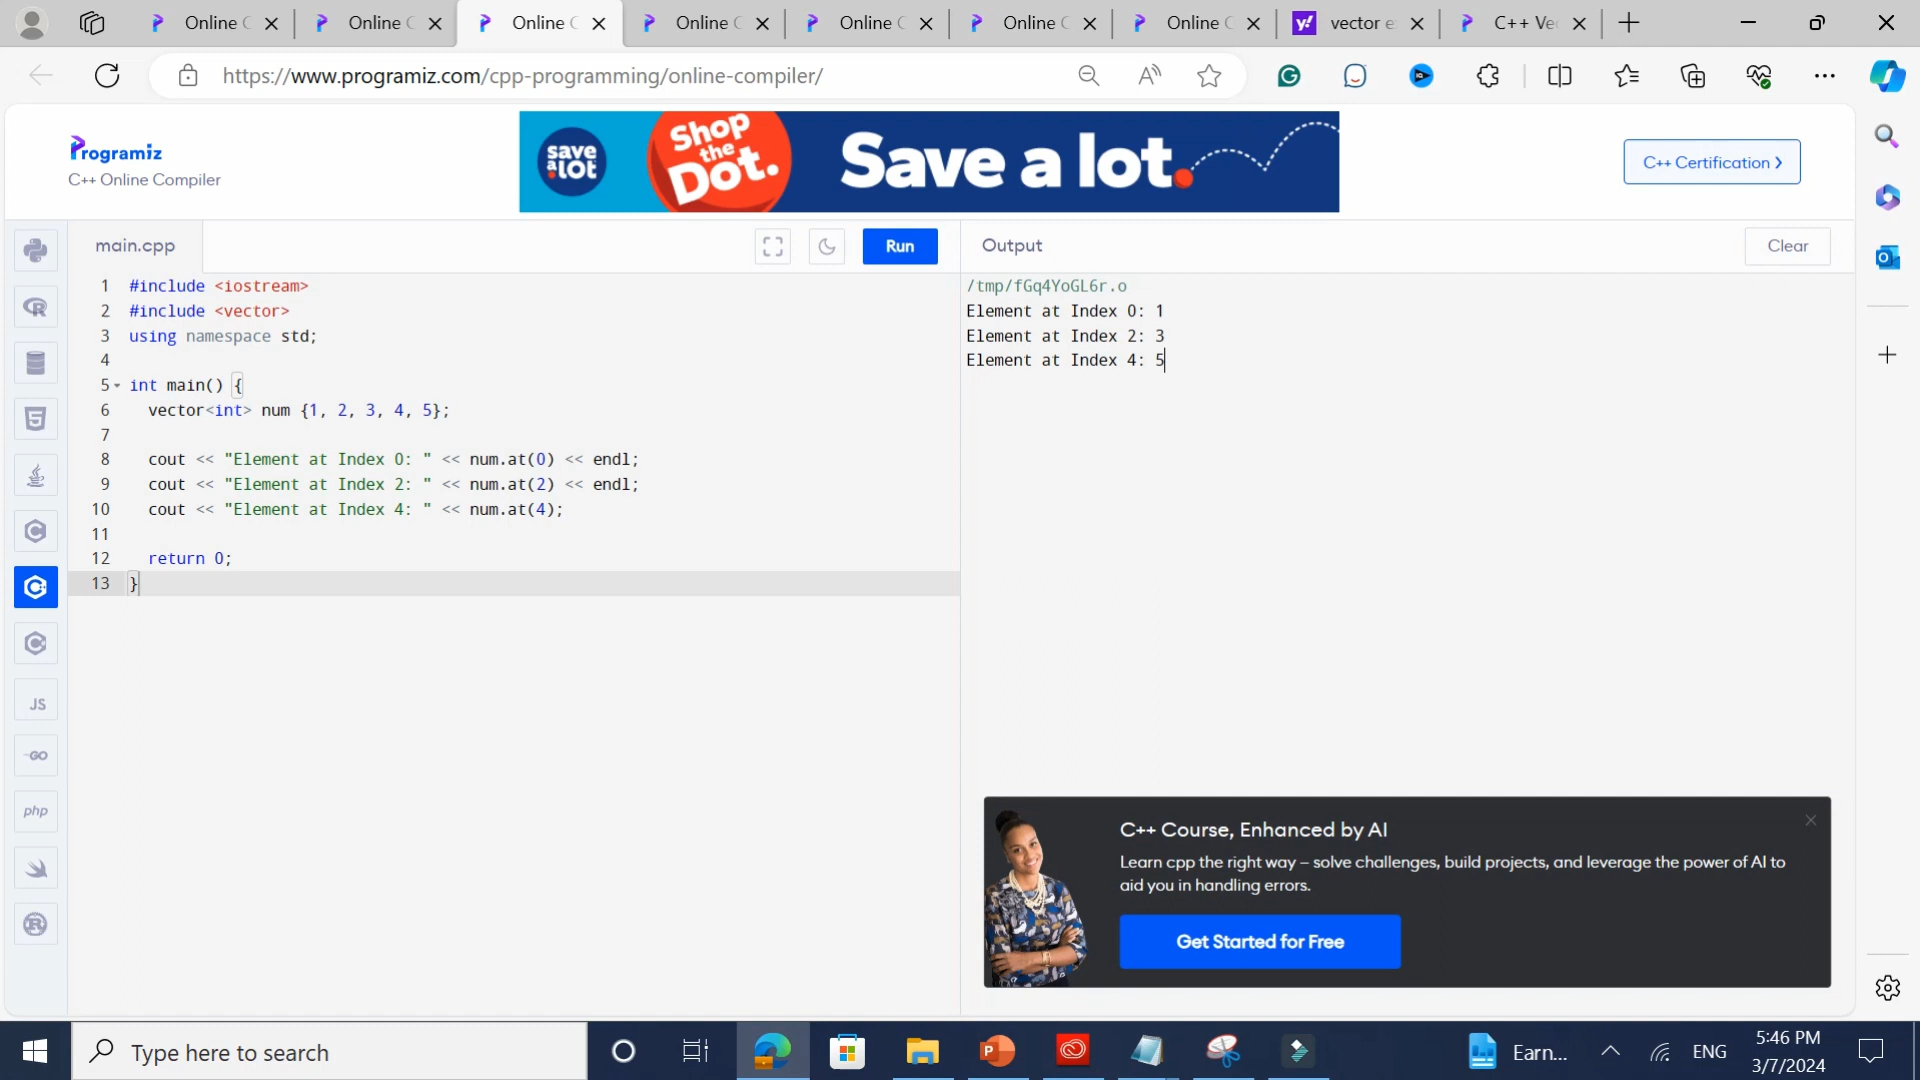 Online C
Online C
Online C
Online C
Online C
Online C
Online C
vector e
C++ Vec
https://www.programiz.com/cpp-programming/online-compiler/
Programiz
C++ Online Compiler
save a lot
Shop the Dot.
Save a lot.
C++ Certification >
main.cpp
Run
Output
Clear
1 #include <iostream>
2 #include <vector>
3 using namespace std;
4
5 int main() {
6 vector<int> num {1, 2, 3, 4, 5};
7
8 cout << "Element at Index 0: " << num.at(0) << endl;
9 cout << "Element at Index 2: " << num.at(2) << endl;
10 cout << "Element at Index 4: " << num.at(4);
11
12 return 0;
13 }
/tmp/fGq4YoGL6r.o
Element at Index 0: 1
Element at Index 2: 3
Element at Index 4: 5
JS
GO
php
C++ Course, Enhanced by AI
Learn cpp the right way – solve challenges, build projects, and leverage the power of AI to
aid you in handling errors.
Get Started for Free
Type here to search
Earn...
ENG
5:46 PM
3/7/2024